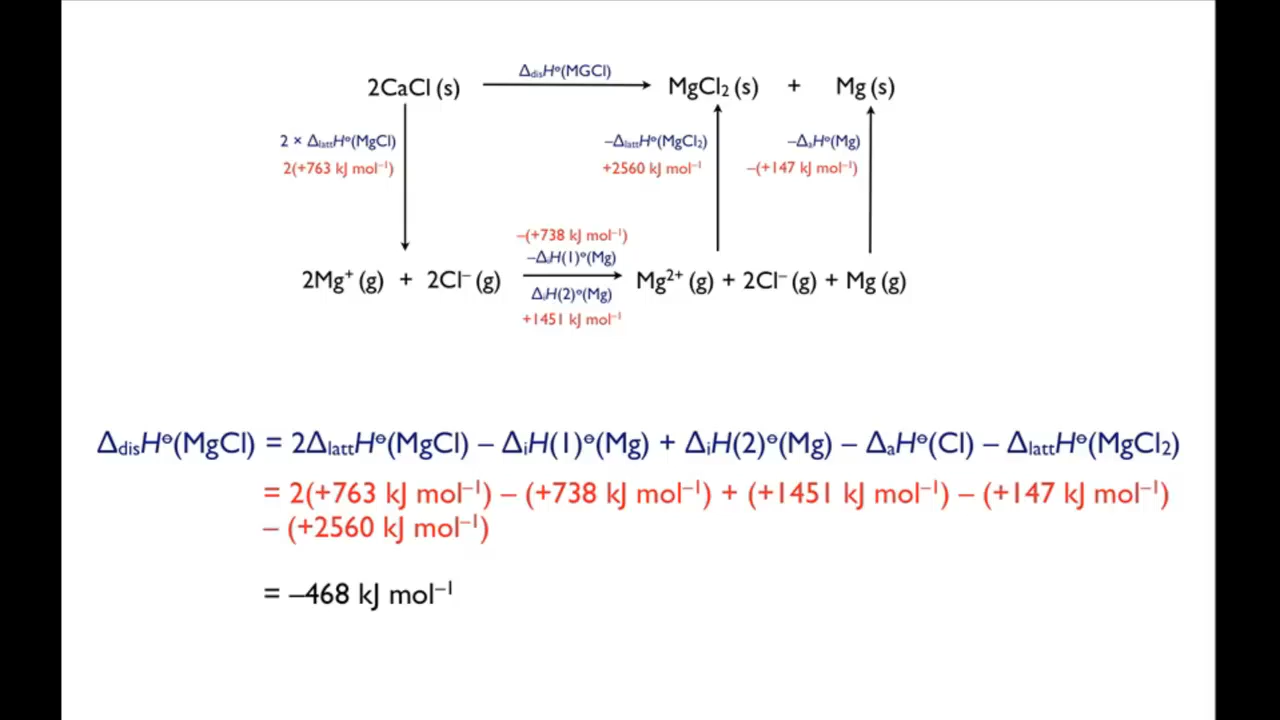 ΔdisH⦵(MGCl)
2CaCl (s) MgCl₂ (s) + Mg (s)
2 × ΔlattH⦵(MgCl) –ΔlattH⦵(MgCl₂) –ΔaH⦵(Mg)
2(+763 kJ mol⁻¹) +2560 kJ mol⁻¹ –(+147 kJ mol⁻¹)
–(+738 kJ mol⁻¹)
–ΔiH(1)⦵(Mg)
2Mg⁺ (g) + 2Cl⁻ (g) Mg²⁺ (g) + 2Cl⁻ (g) + Mg (g)
ΔiH(2)⦵(Mg)
+1451 kJ mol⁻¹
ΔdisH⦵(MgCl) = 2ΔlattH⦵(MgCl) – ΔiH(1)⦵(Mg) + ΔiH(2)⦵(Mg) – ΔaH⦵(Cl) – ΔlattH⦵(MgCl₂)
= 2(+763 kJ mol⁻¹) – (+738 kJ mol⁻¹) + (+1451 kJ mol⁻¹) – (+147 kJ mol⁻¹)
– (+2560 kJ mol⁻¹)
= –468 kJ mol⁻¹